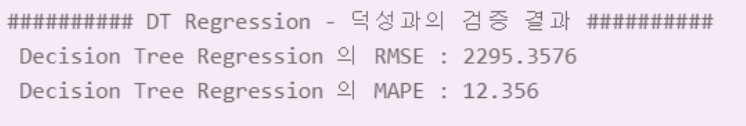 ########## DT Regression - 덕성과의 검증 결과 ##########
Decision Tree Regression 의 RMSE : 2295.3576
Decision Tree Regression 의 MAPE : 12.356